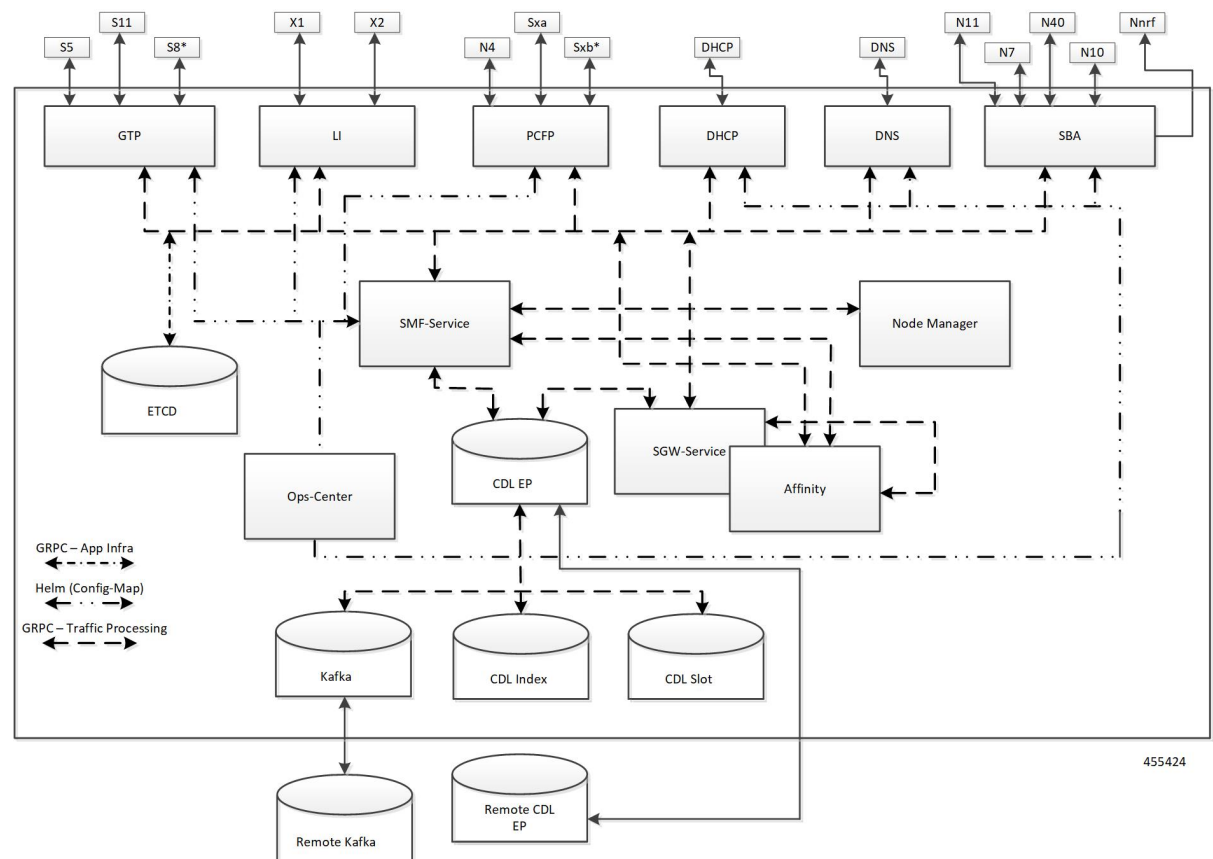 S5
S11
S8*
X1
X2
N4
Sxa
Sxb*
DHCP
DNS
N11
N7
N40
N10
Nnrf
GTP
LI
PCFP
DHCP
DNS
SBA
SMF-Service
Node Manager
ETCD
SGW-Service
CDL EP
Affinity
Ops-Center
GRPC – App Infra
Helm (Config-Map)
GRPC – Traffic Processing
Kafka
CDL Index
CDL Slot
455424
Remote CDL
EP
Remote Kafka